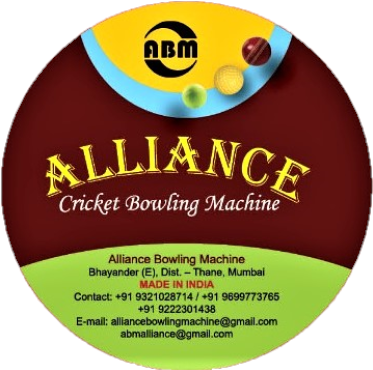 ABM
ALLIANCE
Cricket Bowling Machine
Alliance Bowling Machine
Bhayander (E), Dist. – Thane, Mumbai
MADE IN INDIA
Contact: +91 9321028714 / +91 9699773765
+91 9222301438
E-mail: alliancebowlingmachine@gmail.com
abmalliance@gmail.com